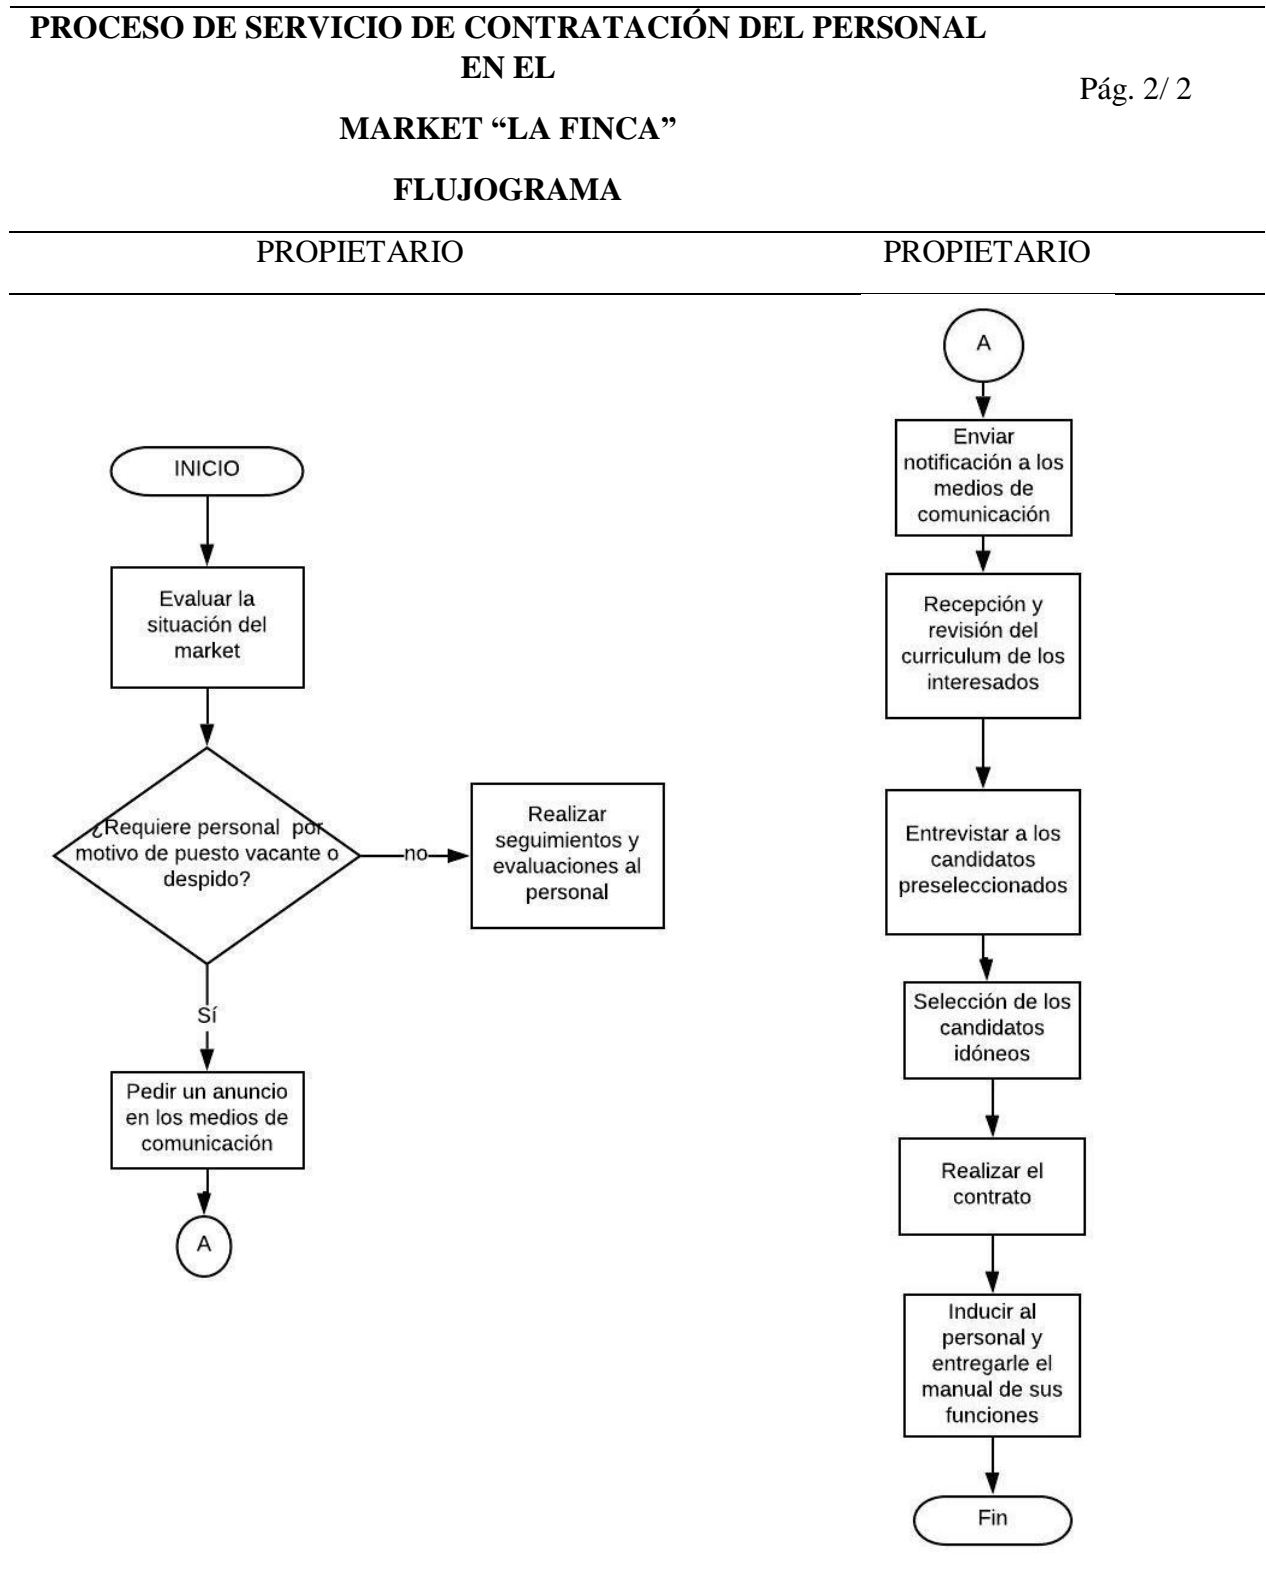 PROCESO DE SERVICIO DE CONTRATACIÓN DEL PERSONAL
EN EL
MARKET “LA FINCA”
FLUJOGRAMA
Pág. 2/ 2
PROPIETARIO
PROPIETARIO
INICIO
Evaluar la
situación del
market
¿Requiere personal por
motivo de puesto vacante o
despido?
no
Realizar
seguimientos y
evaluaciones al
personal
Sí
Pedir un anuncio
en los medios de
comunicación
A
A
Enviar
notificación a los
medios de
comunicación
Recepción y
revisión del
curriculum de los
interesados
Entrevistar a los
candidatos
preseleccionados
Selección de los
candidatos
idóneos
Realizar el
contrato
Inducir al
personal y
entregarle el
manual de sus
funciones
Fin